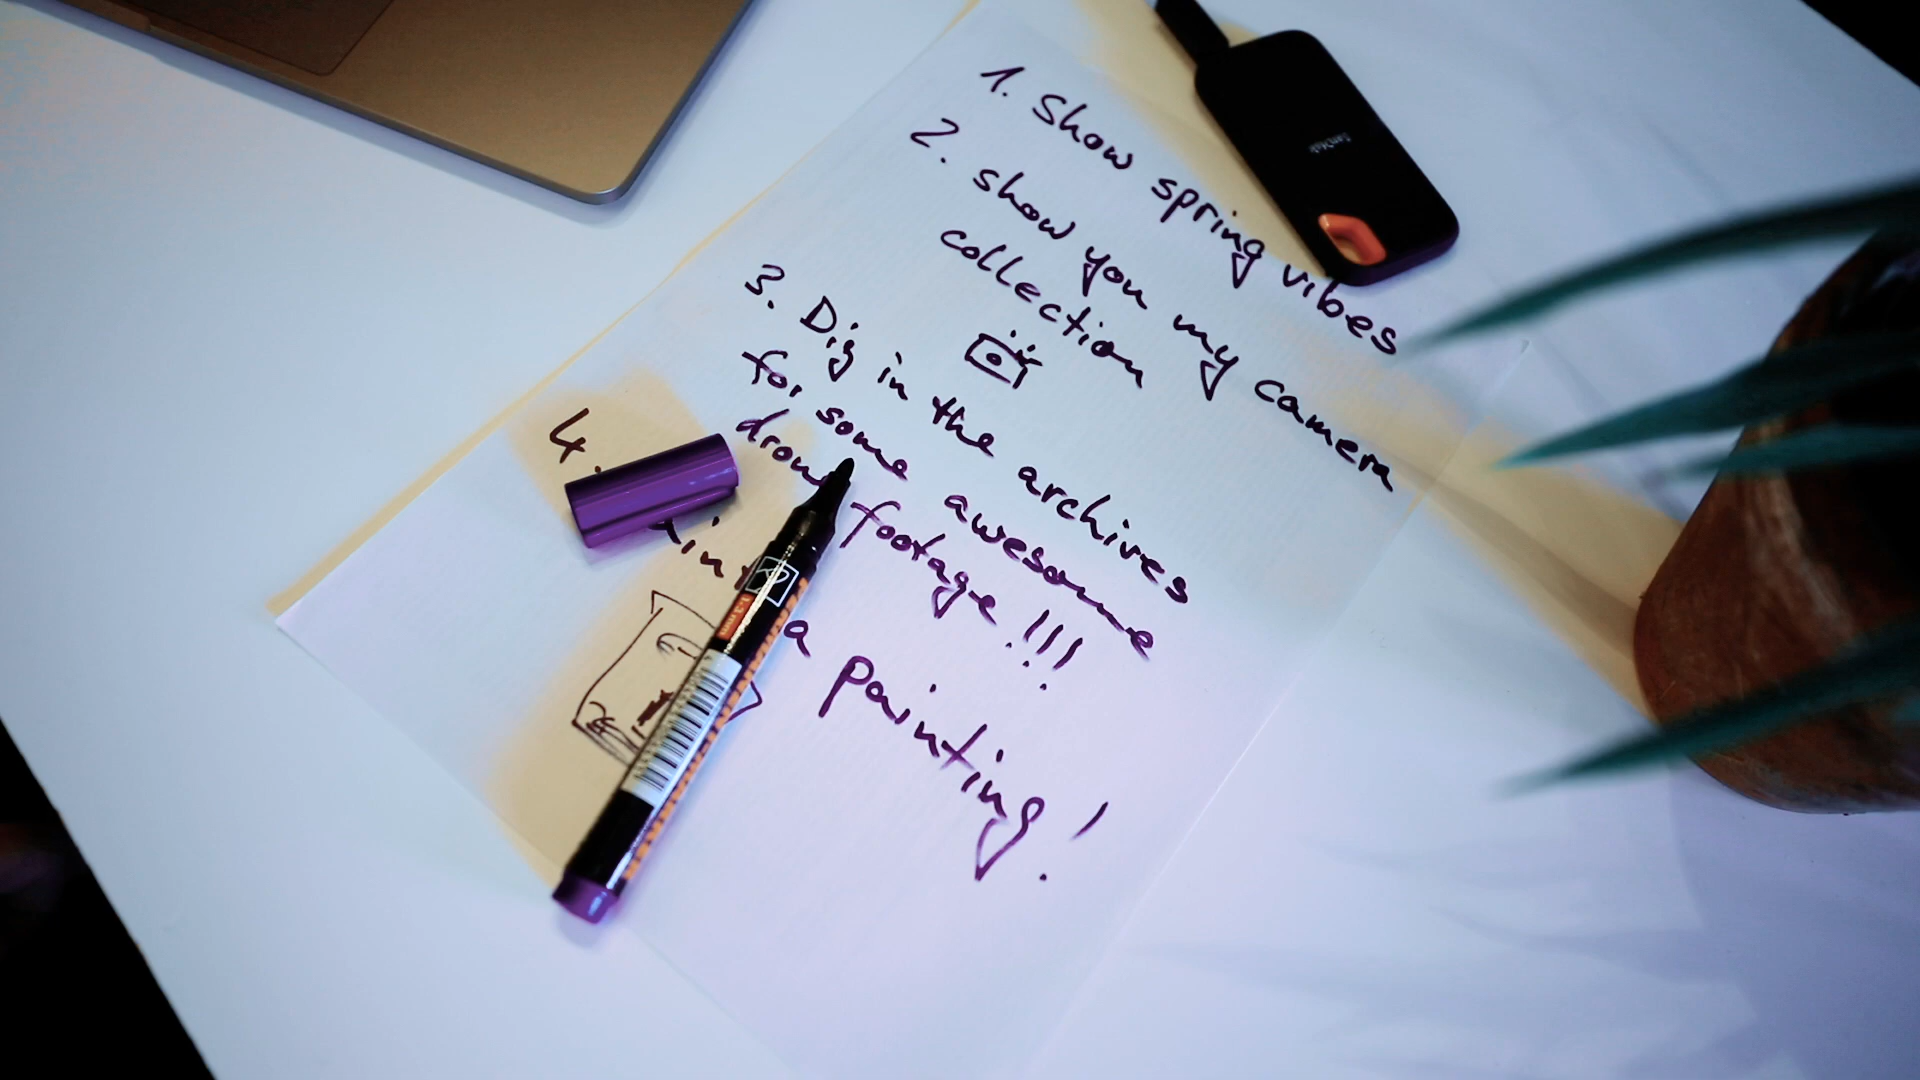 1. Show spring vibes
2. show you my camera
collection
3. Dig in the archives
for some awesome
drone footage!!!
4.
a painting!
SanDisk